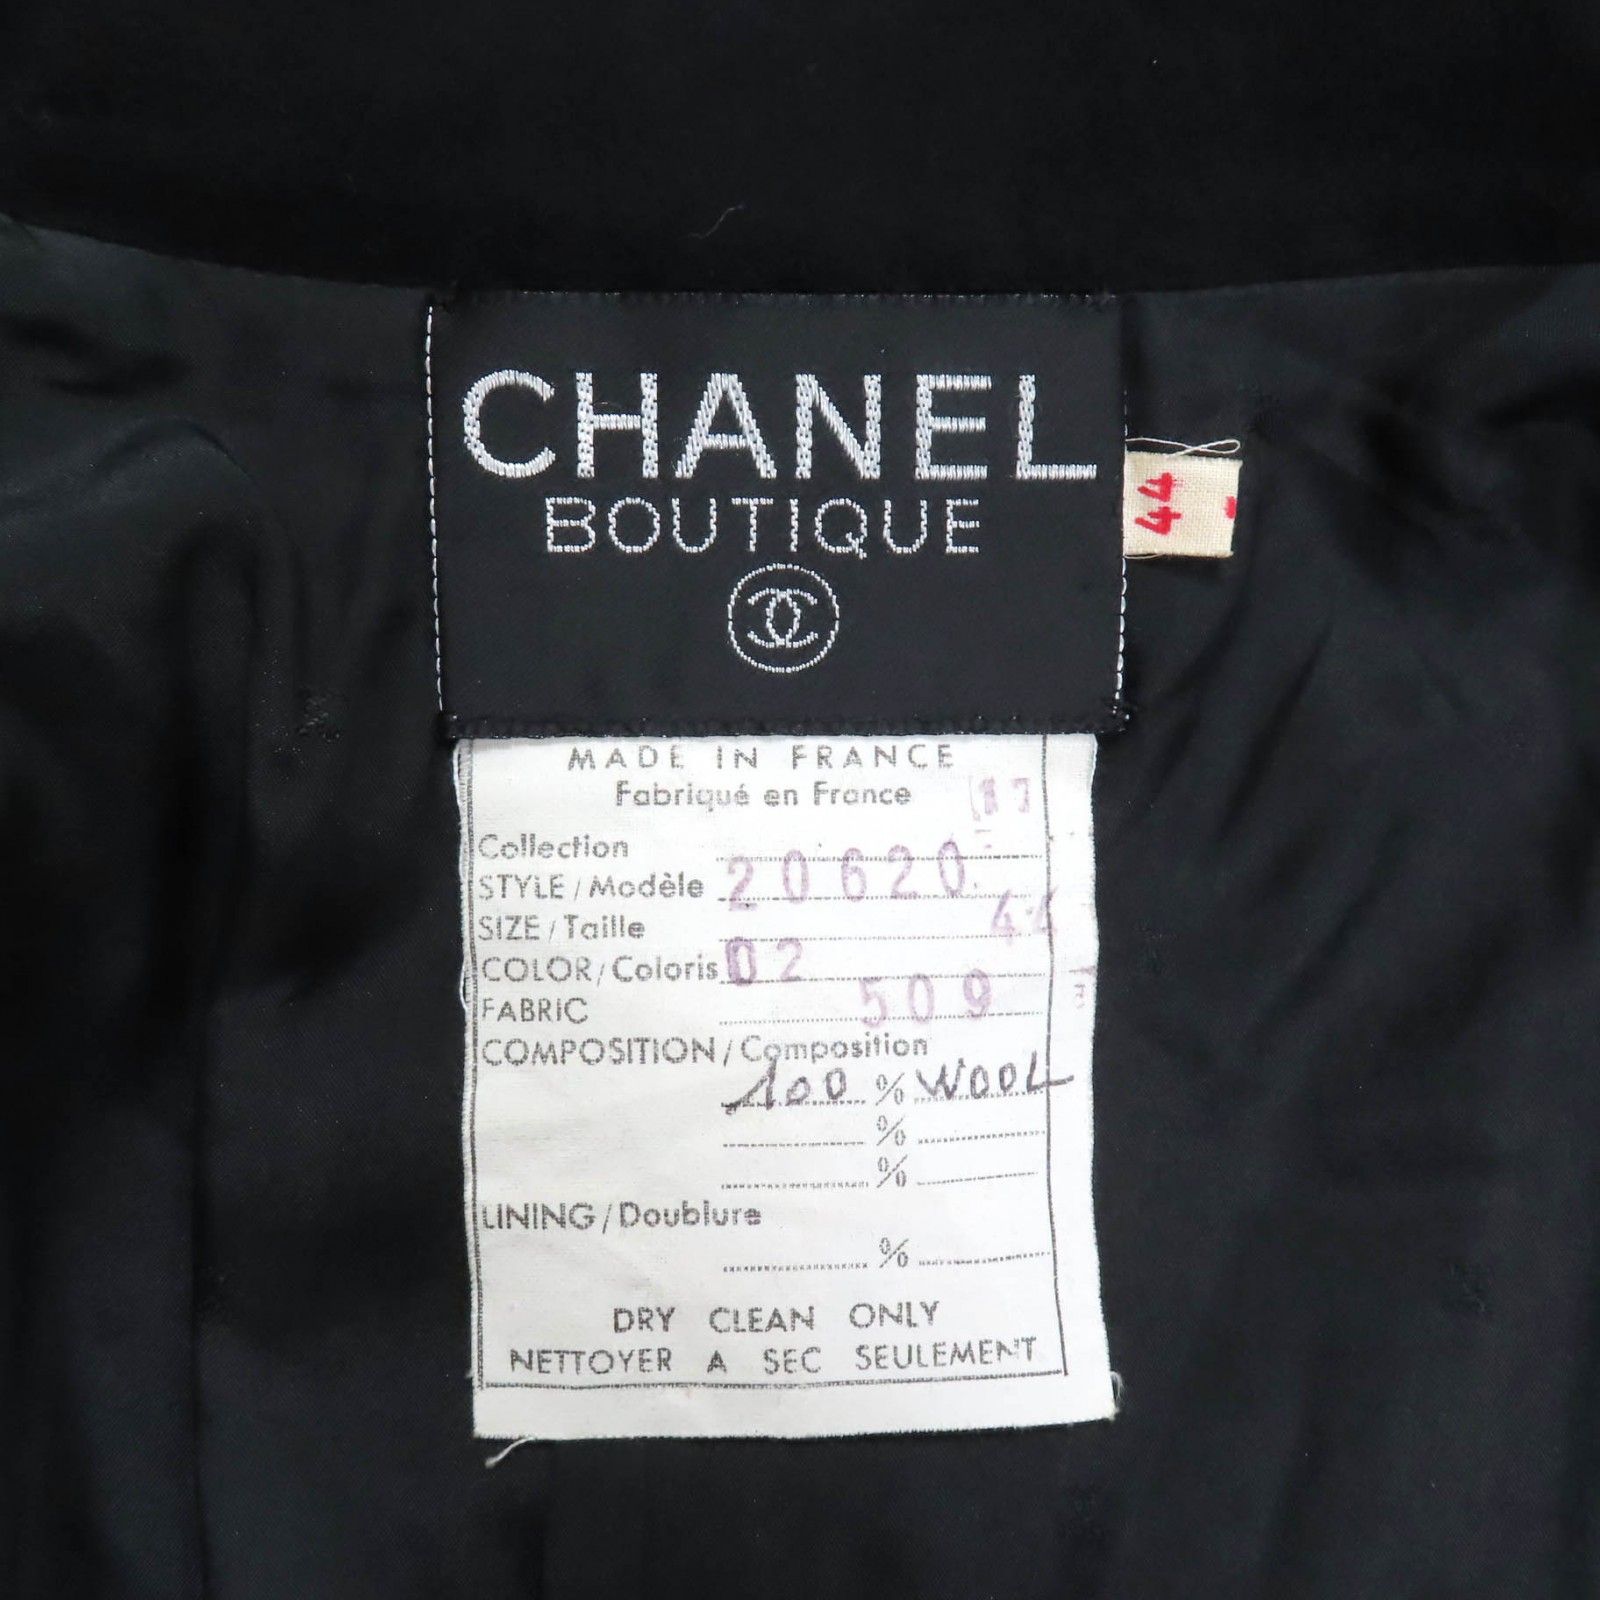 CHANEL
BOUTIQUE
44
MADE IN FRANCE
Fabriqué en France
Collection
STYLE/Modèle 20620
SIZE/Taille 44
COLOR/Coloris 02
FABRIC 509
COMPOSITION/Composition
100 % WOOL
%
%
LINING/Doublure
%
DRY CLEAN ONLY
NETTOYER A SEC SEULEMENT